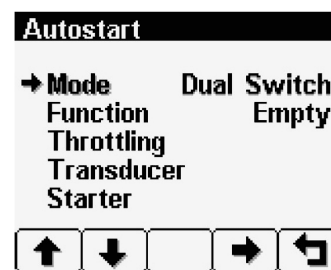 Autostart
Mode Dual Switch
Function Empty
Throttling
Transducer
Starter